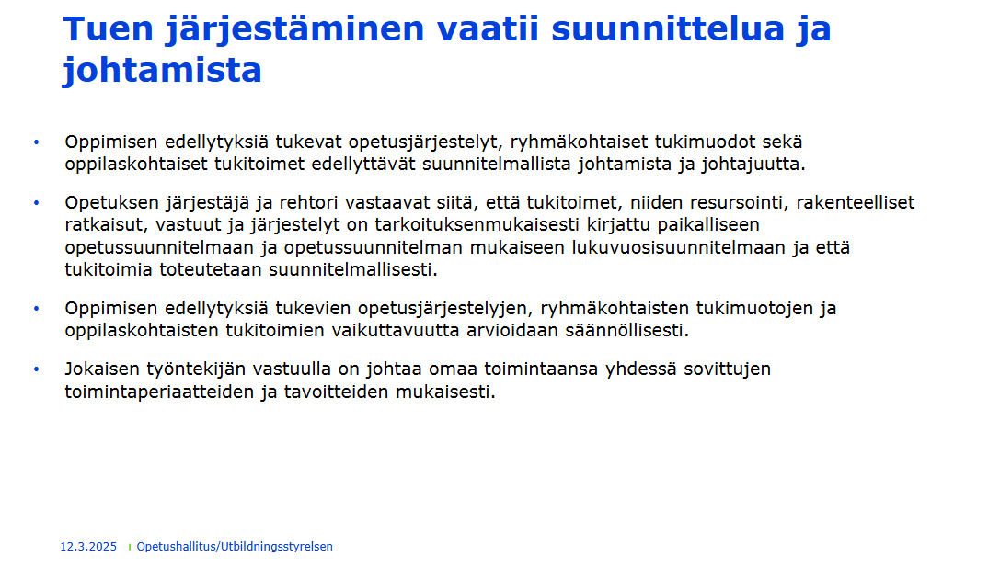 Tuen järjestäminen vaatii suunnittelua ja
johtamista
• Oppimisen edellytyksiä tukevat opetusjärjestelyt, ryhmäkohtaiset tukimuodot sekä
oppilaskohtaiset tukitoimet edellyttävät suunnitelmallista johtamista ja johtajuutta.
• Opetuksen järjestäjä ja rehtori vastaavat siitä, että tukitoimet, niiden resursointi, rakenteelliset
ratkaisut, vastuut ja järjestelyt on tarkoituksenmukaisesti kirjattu paikalliseen
opetussuunnitelmaan ja opetussuunnitelman mukaiseen lukuvuosisuunnitelmaan ja että
tukitoimia toteutetaan suunnitelmallisesti.
• Oppimisen edellytyksiä tukevien opetusjärjestelyjen, ryhmäkohtaisten tukimuotojen ja
oppilaskohtaisten tukitoimien vaikuttavuutta arvioidaan säännöllisesti.
• Jokaisen työntekijän vastuulla on johtaa omaa toimintaansa yhdessä sovittujen
toimintaperiaatteiden ja tavoitteiden mukaisesti.
12.3.2025 | Opetushallitus/Utbildningsstyrelsen